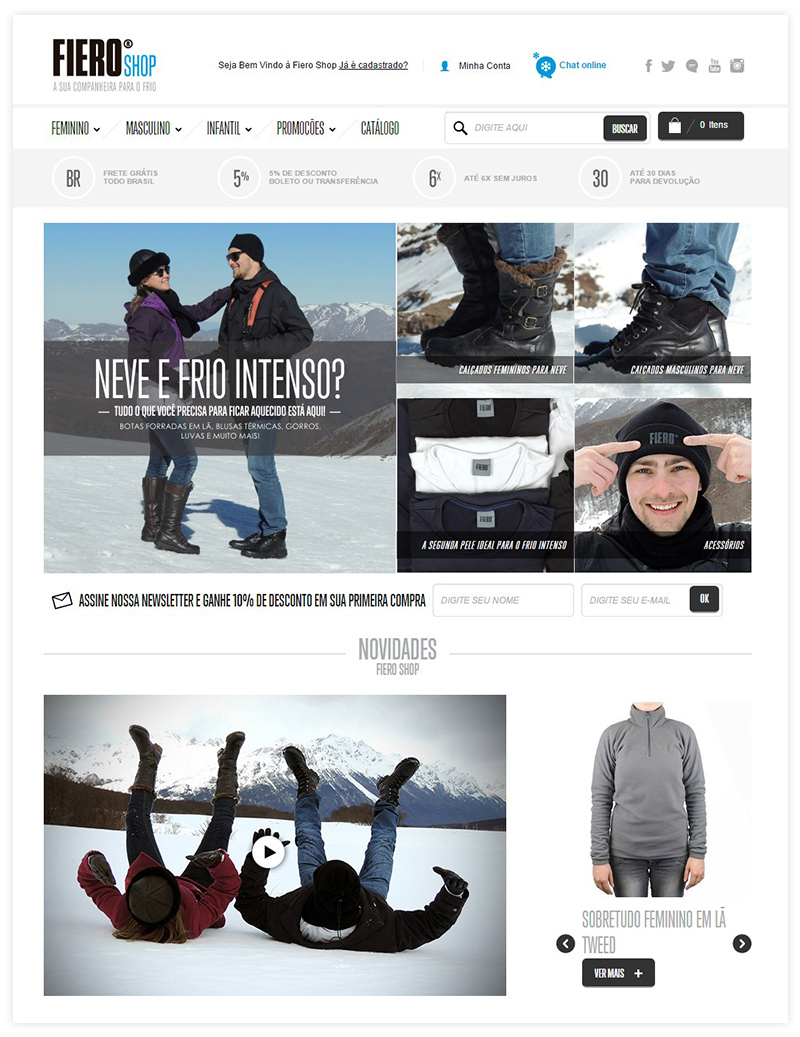 FIERO®
SHOP
A SUA COMPANHEIRA PARA O FRIO
Seja Bem Vindo à Fiero Shop Já é cadastrado?
Minha Conta
Chat online
You
Tube
FEMININO
MASCULINO
INFANTIL
PROMOÇÕES
CATÁLOGO
DIGITE AQUI
BUSCAR
0 Itens
BR
FRETE GRÁTIS
TODO BRASIL
5%
5% DE DESCONTO
BOLETO OU TRANSFERÊNCIA
6X
ATÉ 6X SEM JUROS
30
ATÉ 30 DIAS
PARA DEVOLUÇÃO
NEVE E FRIO INTENSO?
TUDO O QUE VOCÊ PRECISA PARA FICAR AQUECIDO ESTÁ AQUI!
BOTAS FORRADAS EM LÃ, BLUSAS TÉRMICAS, GORROS,
LUVAS E MUITO MAIS!
CALÇADOS FEMININOS PARA NEVE
CALÇADOS MASCULINOS PARA NEVE
FIERO
FIERO
FIERO
A SEGUNDA PELE IDEAL PARA O FRIO INTENSO
FIERO®
ACESSÓRIOS
ASSINE NOSSA NEWSLETTER E GANHE 10% DE DESCONTO EM SUA PRIMEIRA COMPRA
DIGITE SEU NOME
DIGITE SEU E-MAIL
OK
NOVIDADES
FIERO SHOP
SOBRETUDO FEMININO EM LÃ
TWEED
VER MAIS +